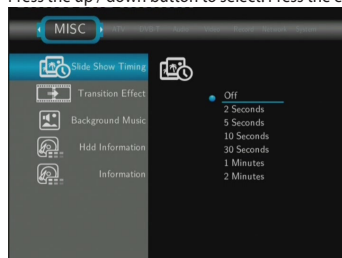 Press the up / down button to select. Press the e
MISC
Slide Show Timing
Transition Effect
Background Music
Hdd Information
Information
Off
2 Seconds
5 Seconds
10 Seconds
30 Seconds
1 Minutes
2 Minutes